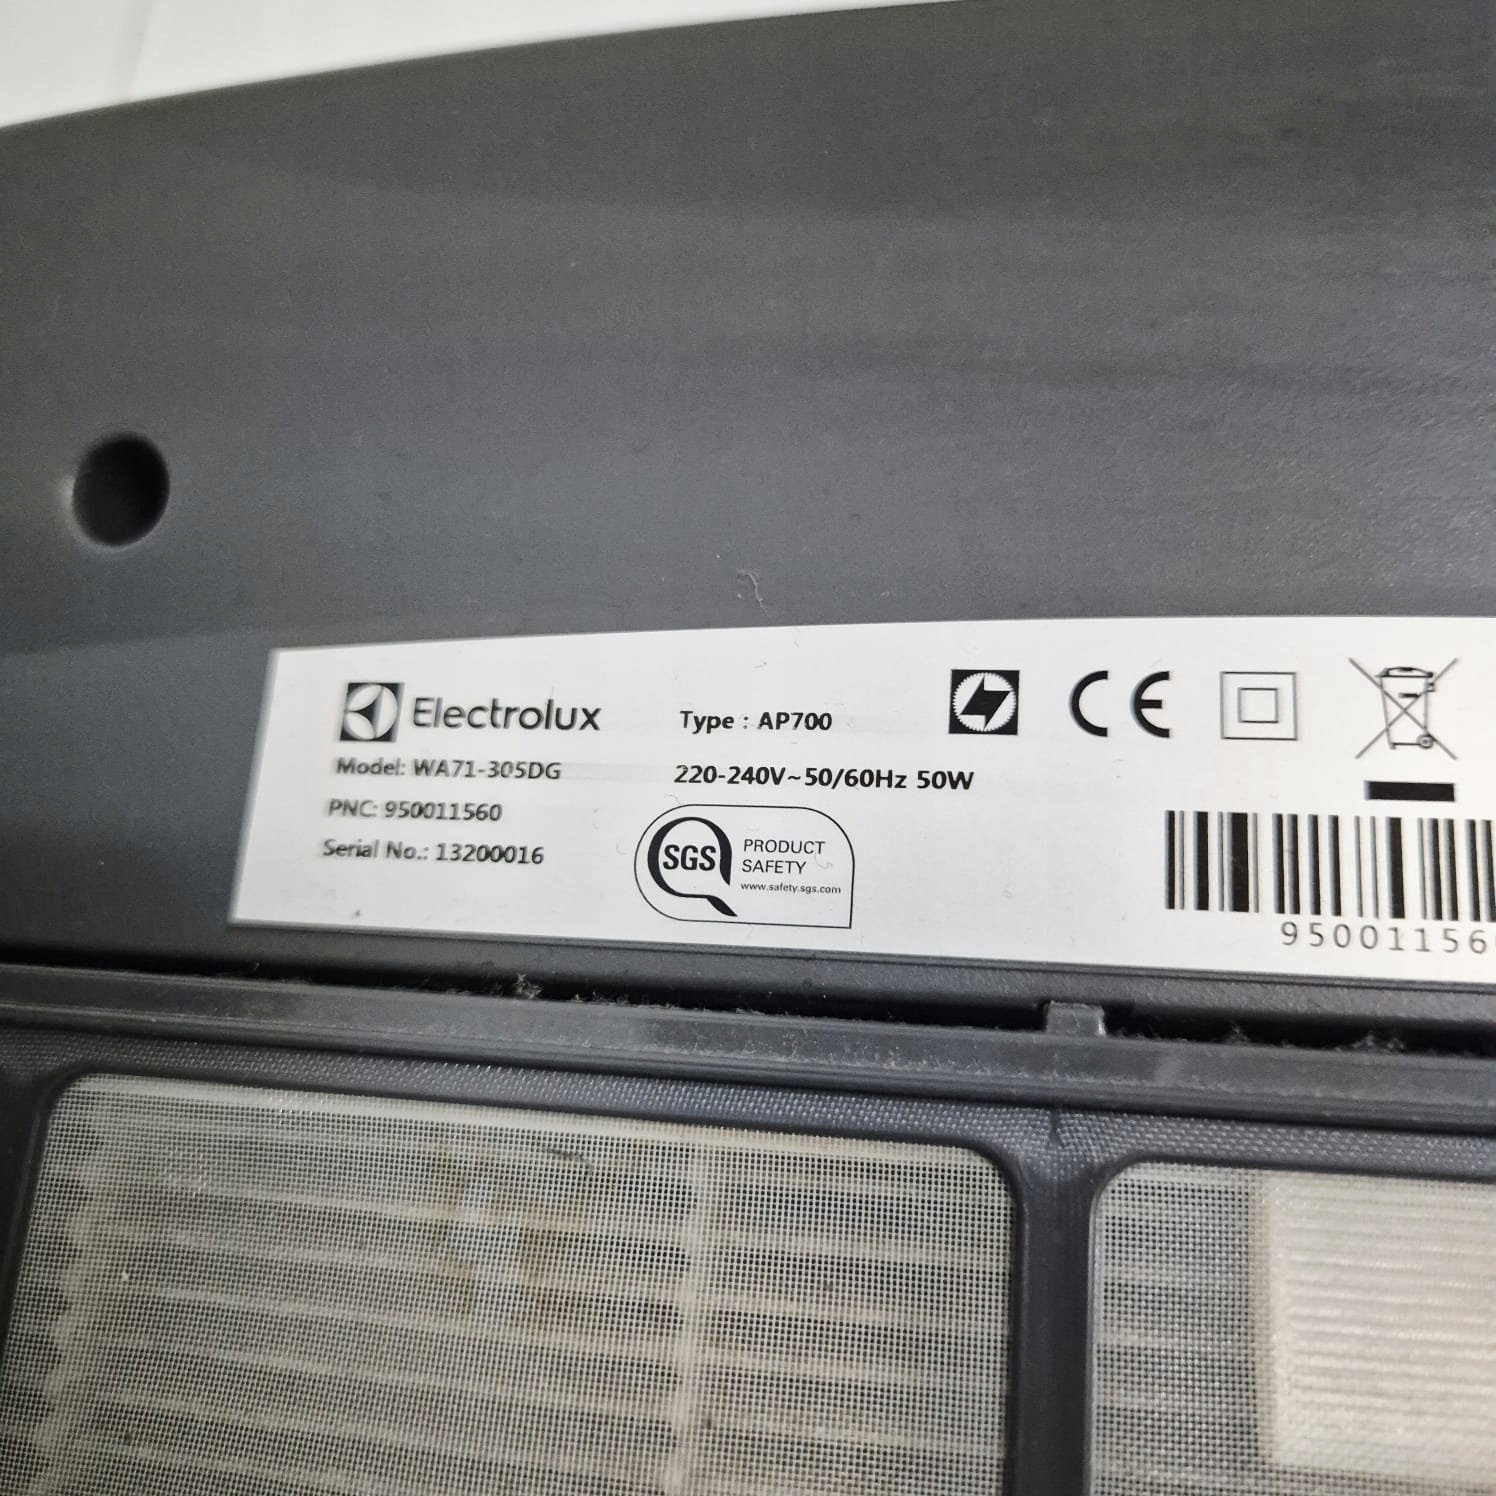 Electrolux
Type : AP700
CE
Model: WA71-305DG
220-240V~50/60Hz 50W
PNC: 950011560
Serial No.: 13200016
SGS
PRODUCT
SAFETY
www.safety.sgs.com
95001156